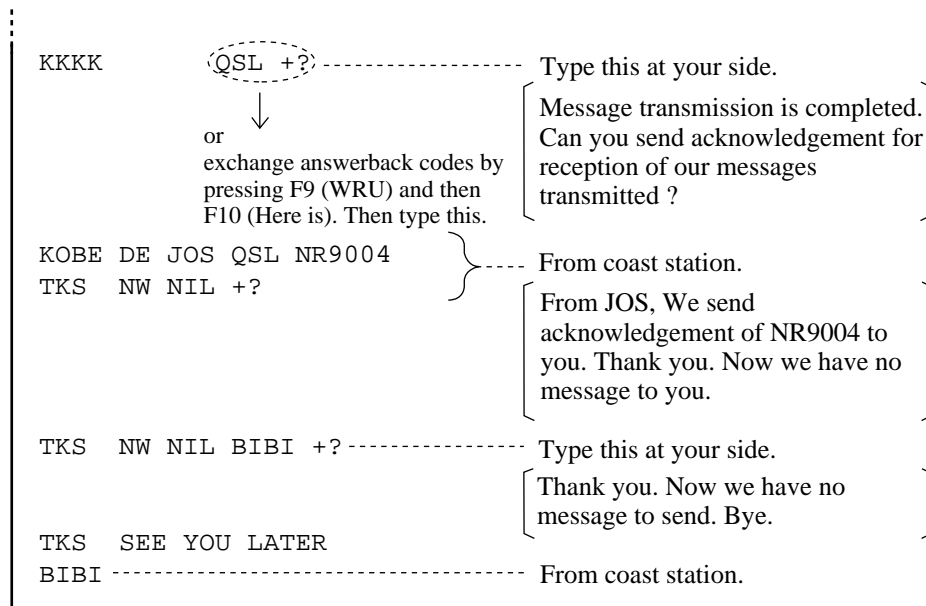 KKKK QSL +? Type this at your side.
Message transmission is completed.
Can you send acknowledgement for
reception of our messages
transmitted ?
or
exchange answerback codes by
pressing F9 (WRU) and then
F10 (Here is). Then type this.
KOBE DE JOS QSL NR9004
TKS NW NIL +?
From coast station.
From JOS, We send
acknowledgement of NR9004 to
you. Thank you. Now we have no
message to you.
TKS NW NIL BIBI +? Type this at your side.
Thank you. Now we have no
message to send. Bye.
TKS SEE YOU LATER
BIBI From coast station.